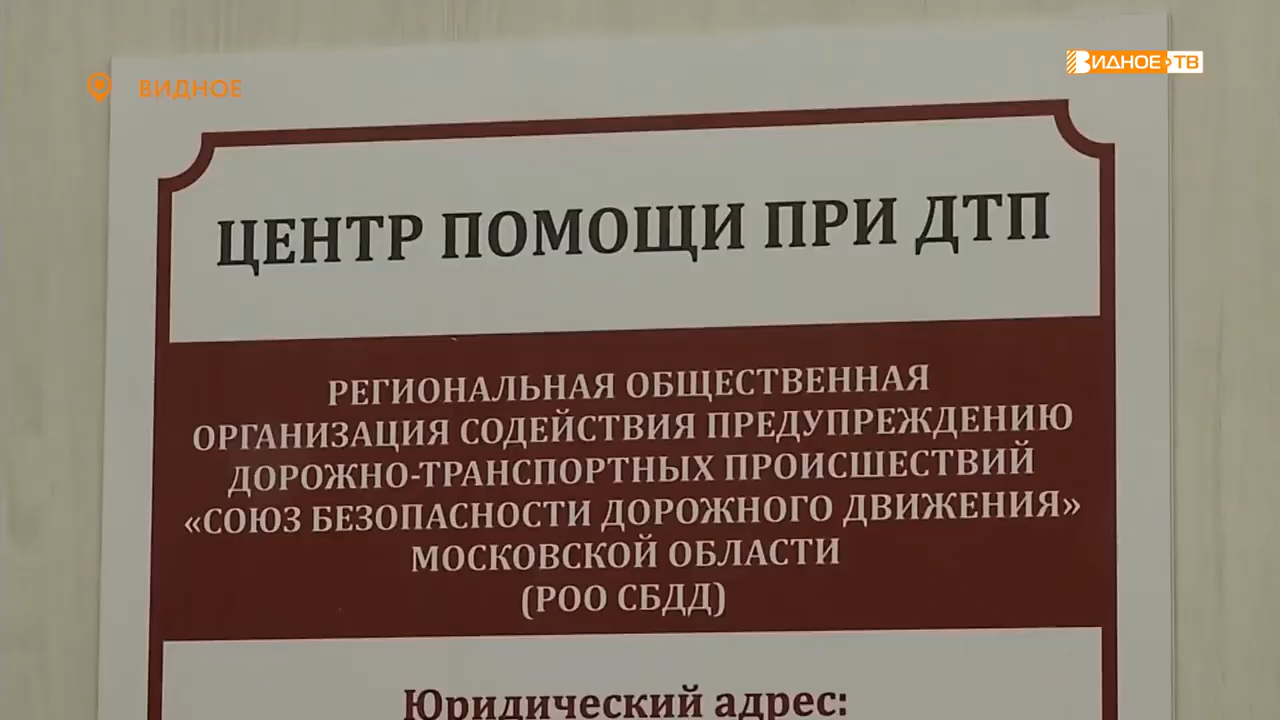 ВИДНОЕ
ВИДНОЕ ТВ
ЦЕНТР ПОМОЩИ ПРИ ДТП
РЕГИОНАЛЬНАЯ ОБЩЕСТВЕННАЯ
ОРГАНИЗАЦИЯ СОДЕЙСТВИЯ ПРЕДУПРЕЖДЕНИЮ
ДОРОЖНО-ТРАНСПОРТНЫХ ПРОИСШЕСТВИЙ
«СОЮЗ БЕЗОПАСНОСТИ ДОРОЖНОГО ДВИЖЕНИЯ»
МОСКОВСКОЙ ОБЛАСТИ
(РОО СБДД)
Юридический адрес: